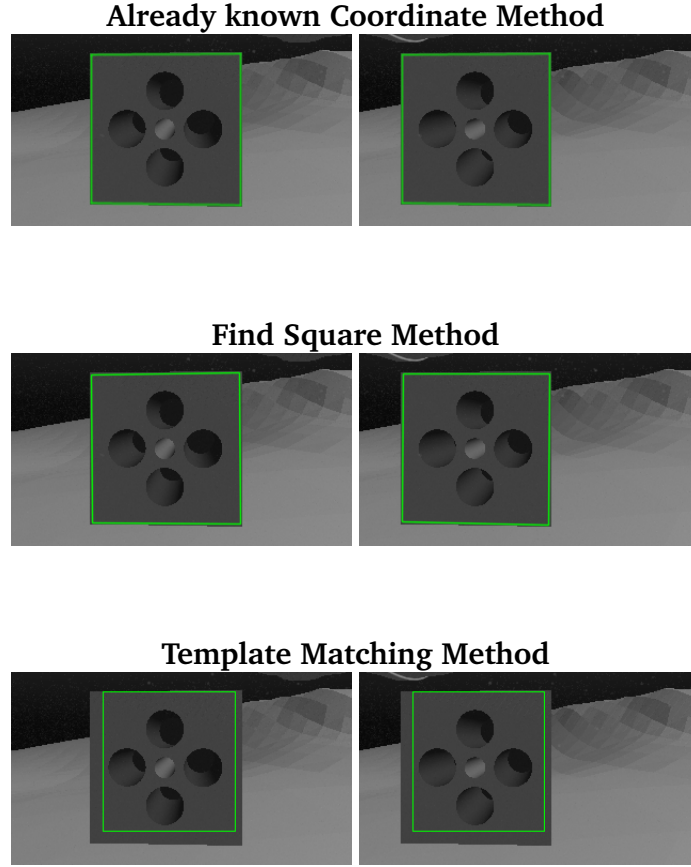 Already known Coordinate Method
Find Square Method
Template Matching Method